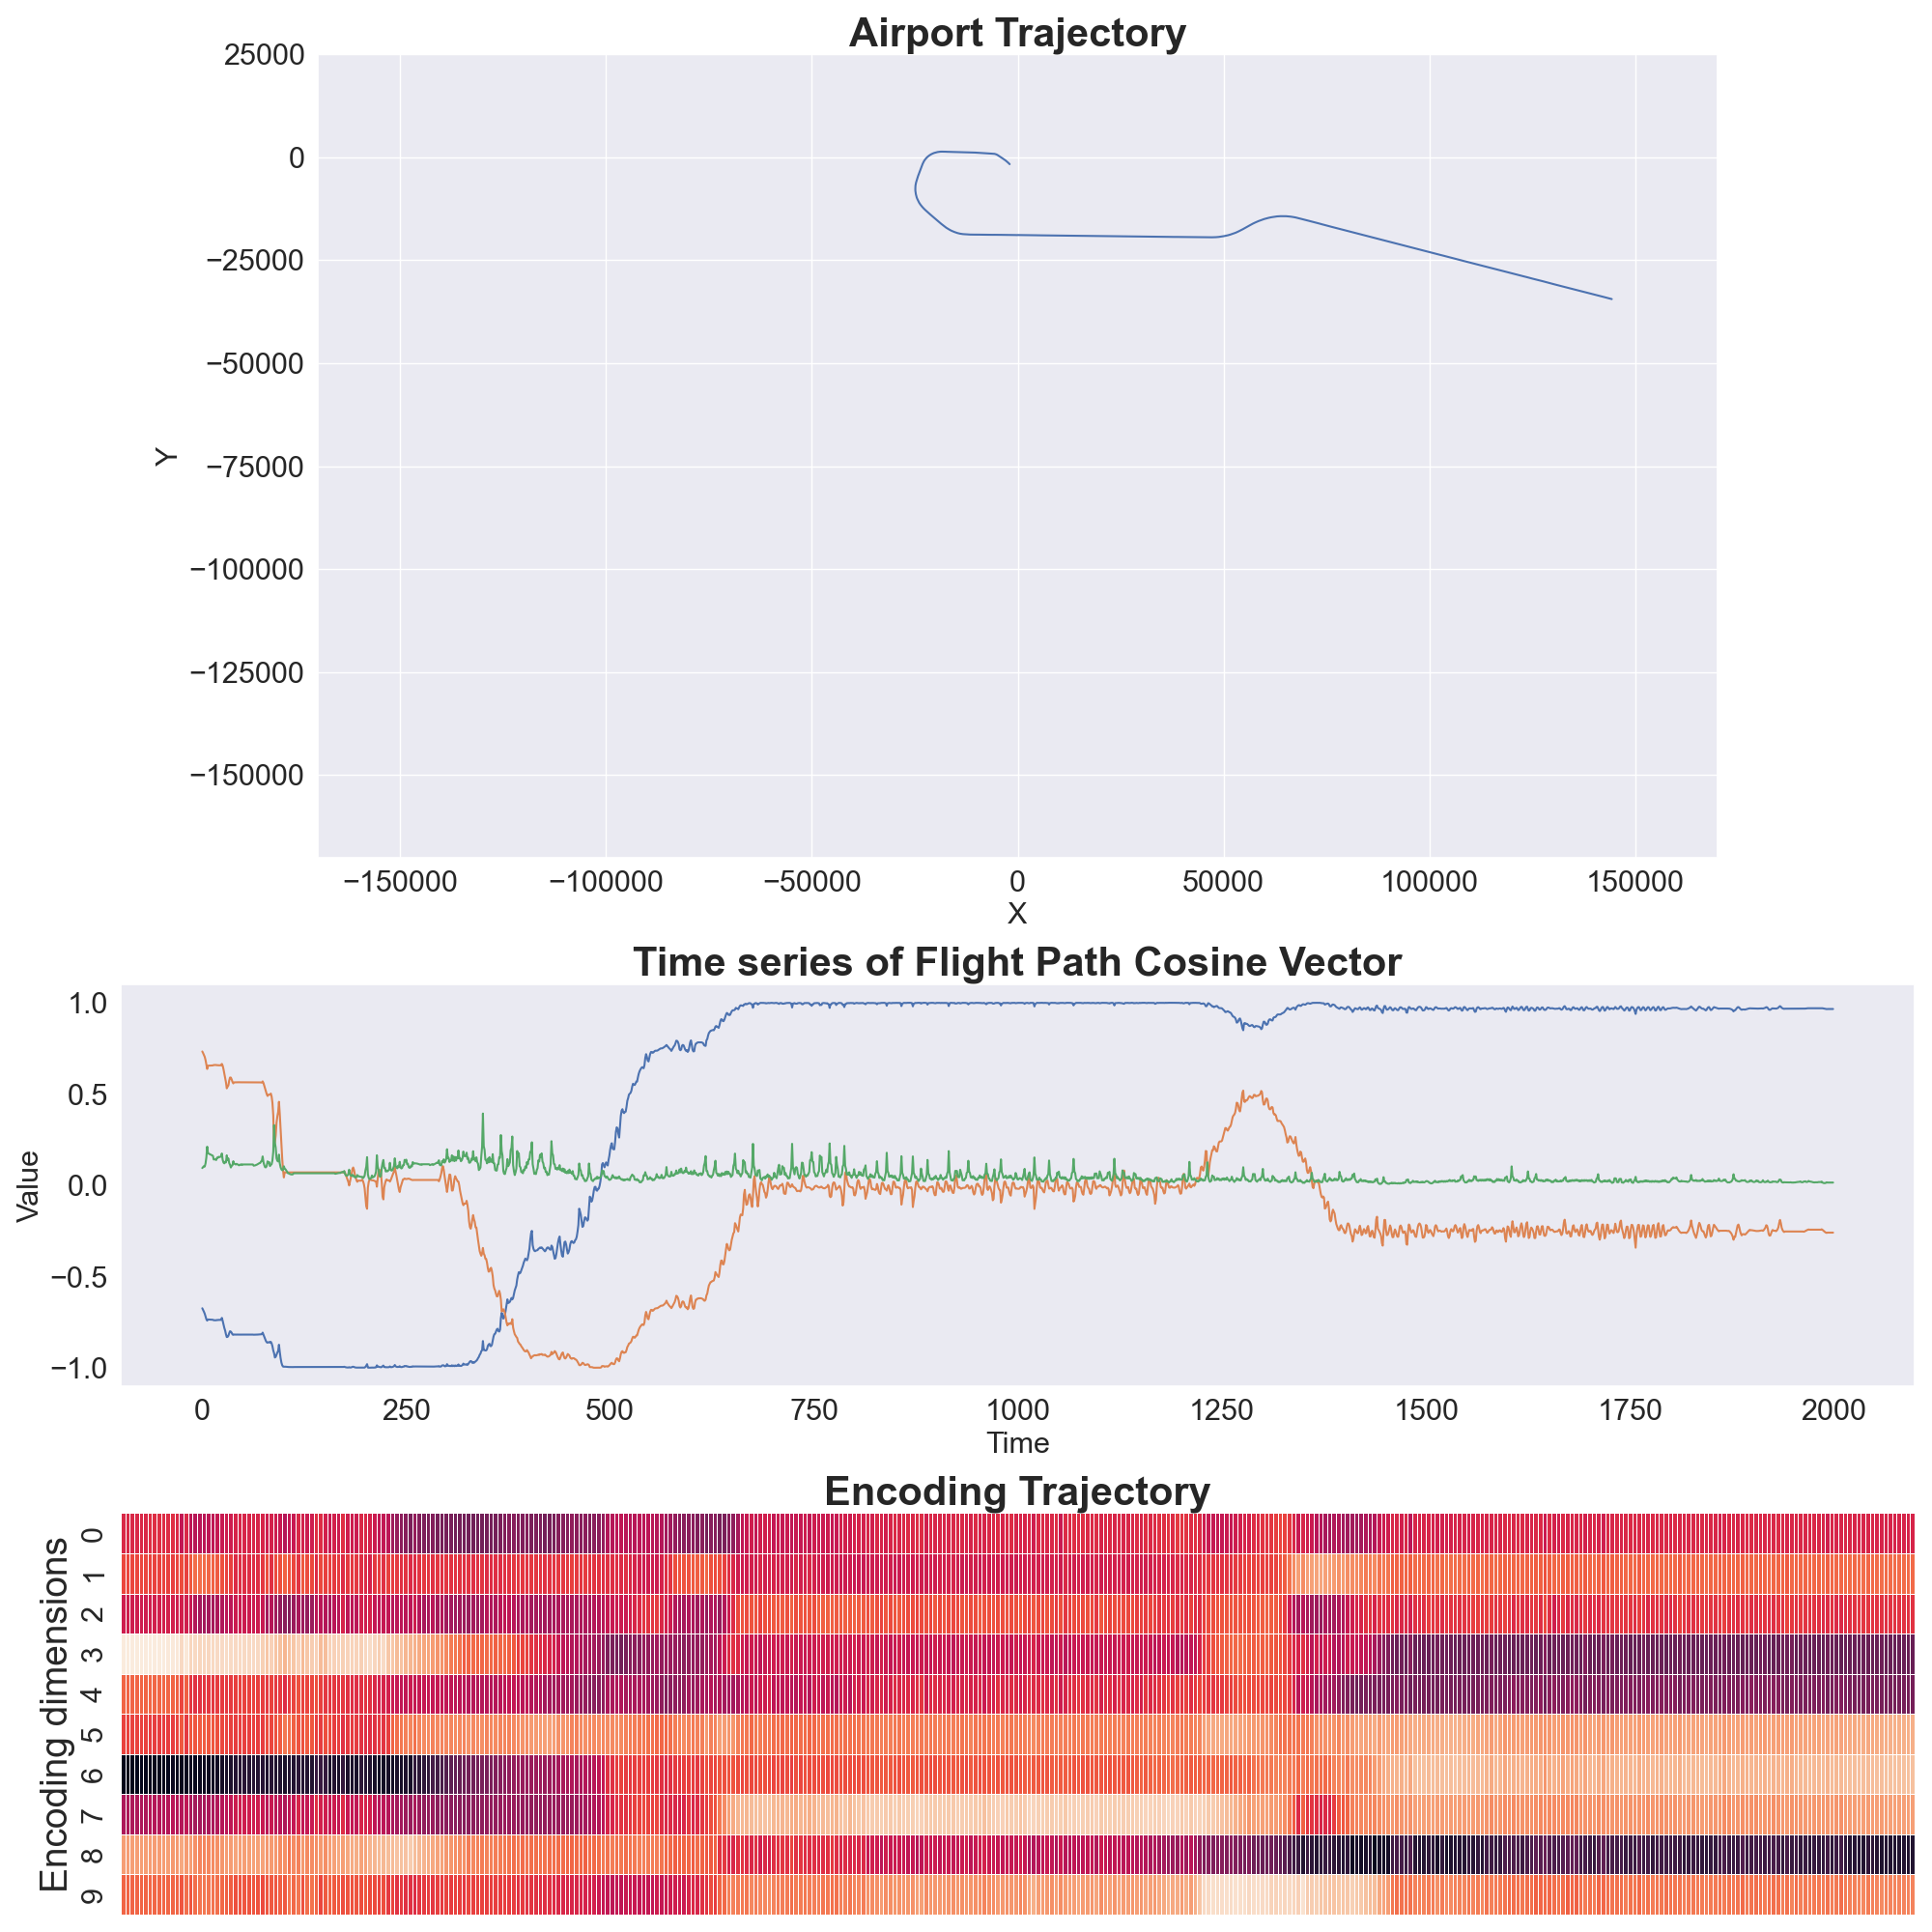 Airport Trajectory
25000
0
−25000
−50000
−75000
−100000
−125000
−150000
Y
−150000 −100000 −50000 0 50000 100000 150000
X
Time series of Flight Path Cosine Vector
1.0
0.5
0.0
−0.5
−1.0
Value
0 250 500 750 1000 1250 1500 1750 2000
Time
Encoding Trajectory
0
1
2
3
4
5
6
7
8
9
Encoding dimensions